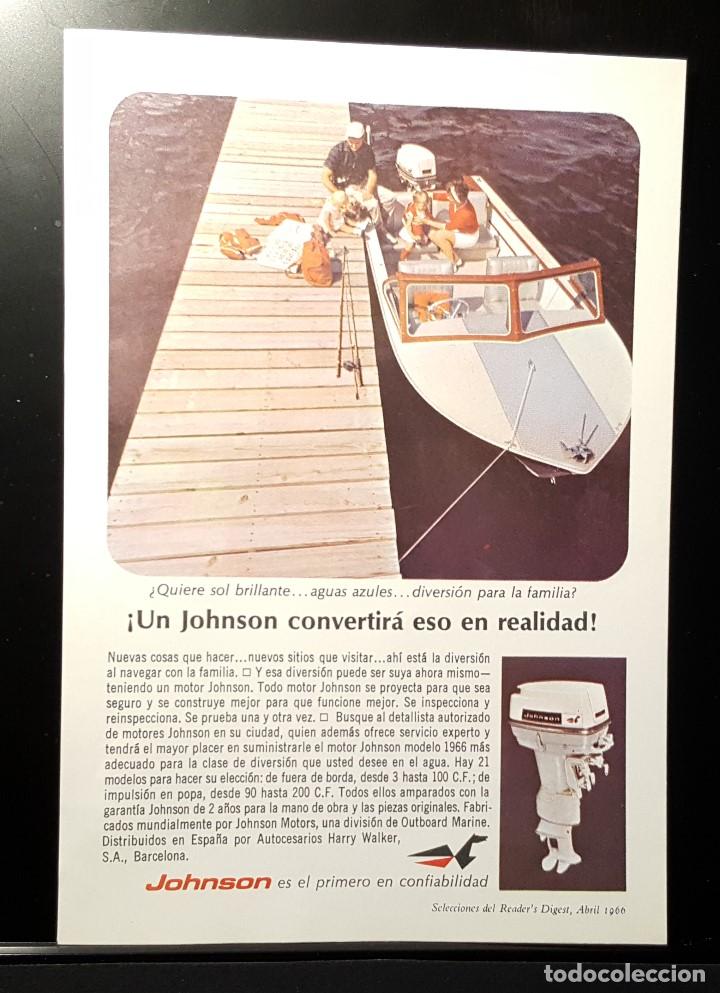 ¿Quiere sol brillante...aguas azules...diversión para la familia?
¡Un Johnson convertirá eso en realidad!
Nuevas cosas que hacer...nuevos sitios que visitar...ahí está la diversión
al navegar con la familia. □ Y esa diversión puede ser suya ahora mismo—
teniendo un motor Johnson. Todo motor Johnson se proyecta para que sea
seguro y se construye mejor para que funcione mejor. Se inspecciona y
reinspecciona. Se prueba una y otra vez. □ Busque al detallista autorizado
de motores Johnson en su ciudad, quien además ofrece servicio experto y
tendrá el mayor placer en suministrarle el motor Johnson modelo 1966 más
adecuado para la clase de diversión que usted desee en el agua. Hay 21
modelos para hacer su elección: de fuera de borda, desde 3 hasta 100 C.F.; de
impulsión en popa, desde 90 hasta 200 C.F. Todos ellos amparados con la
garantía Johnson de 2 años para la mano de obra y las piezas originales. Fabri-
cados mundialmente por Johnson Motors, una división de Outboard Marine.
Distribuidos en España por Autocesarios Harry Walker,
S.A., Barcelona.
Johnson
Johnson es el primero en confiabilidad
Selecciones del Reader's Digest, Abril 1966
todocoleccion